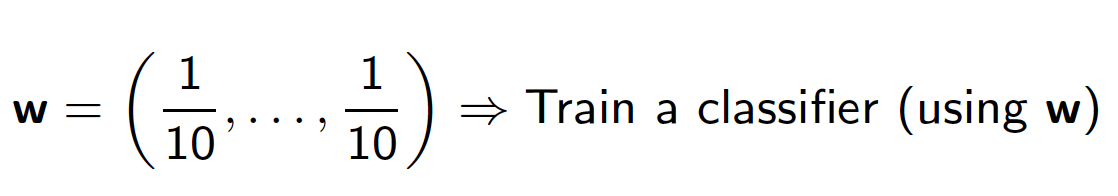 w = (1/10, . . . , 1/10) ⇒ Train a classifier (using w)